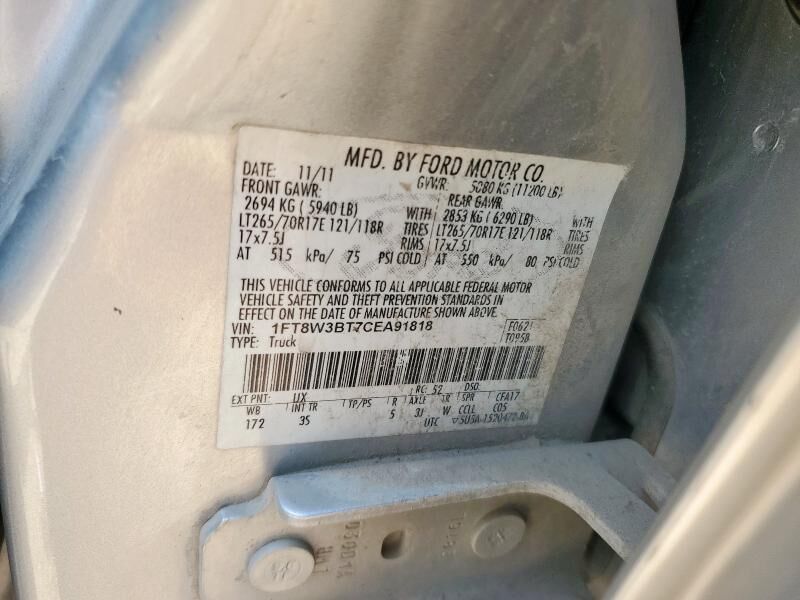 MFD. BY FORD MOTOR CO.
DATE: 11/11 GVWR: 5080 KG (11200 LB)
FRONT GAWR: REAR GAWR:
2694 KG ( 5940 LB) WITH 2853 KG ( 6290 LB) WITH
LT265/70R17E 121/118R TIRES LT265/70R17E 121/118R TIRES
17x7.5J RIMS 17x7.5J RIMS
AT 515 kPa/ 75 PSI COLD AT 550 kPa/ 80 PSI COLD
THIS VEHICLE CONFORMS TO ALL APPLICABLE FEDERAL MOTOR
VEHICLE SAFETY AND THEFT PREVENTION STANDARDS IN
EFFECT ON THE DATE OF MANUFACTURE SHOWN ABOVE.
VIN: 1FT8W3BT7CEA91818 F0621
TYPE: Truck T095B
EXT PNT: UX RC: 52 DSO:
WB INT TR TP/PS R AXLE TR SPR CFA17
172 3S 5 3J W CCLL C05
UTC